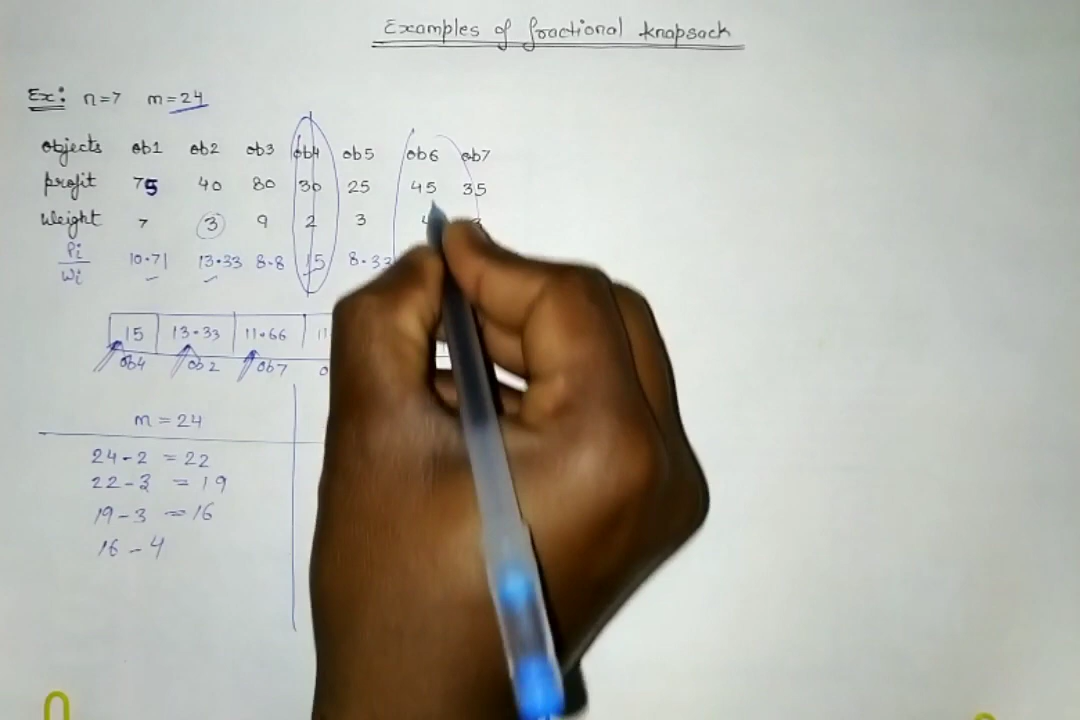 Examples of fractional knapsack
Ex: n=7 m=24
objects ob1 ob2 ob3 ob4 ob5 ob6 ob7
profit 75 40 80 30 25 45 35
Weight 7 3 9 2 3
Pi/Wi 10.71 13.33 8.8 15 8.33
15 13.33 11.66 11
ob4 ob2 ob7 o
m = 24
24-2 = 22
22-3 = 19
19-3 = 16
16-4